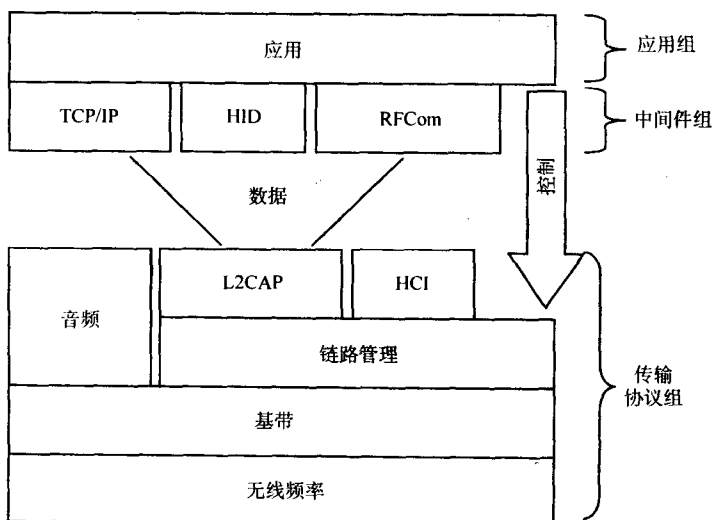 应用
应用组
TCP/IP
HID
RFCom
中间件组
数据
控制
音频
L2CAP
HCI
链路管理
传输
协议组
基带
无线频率